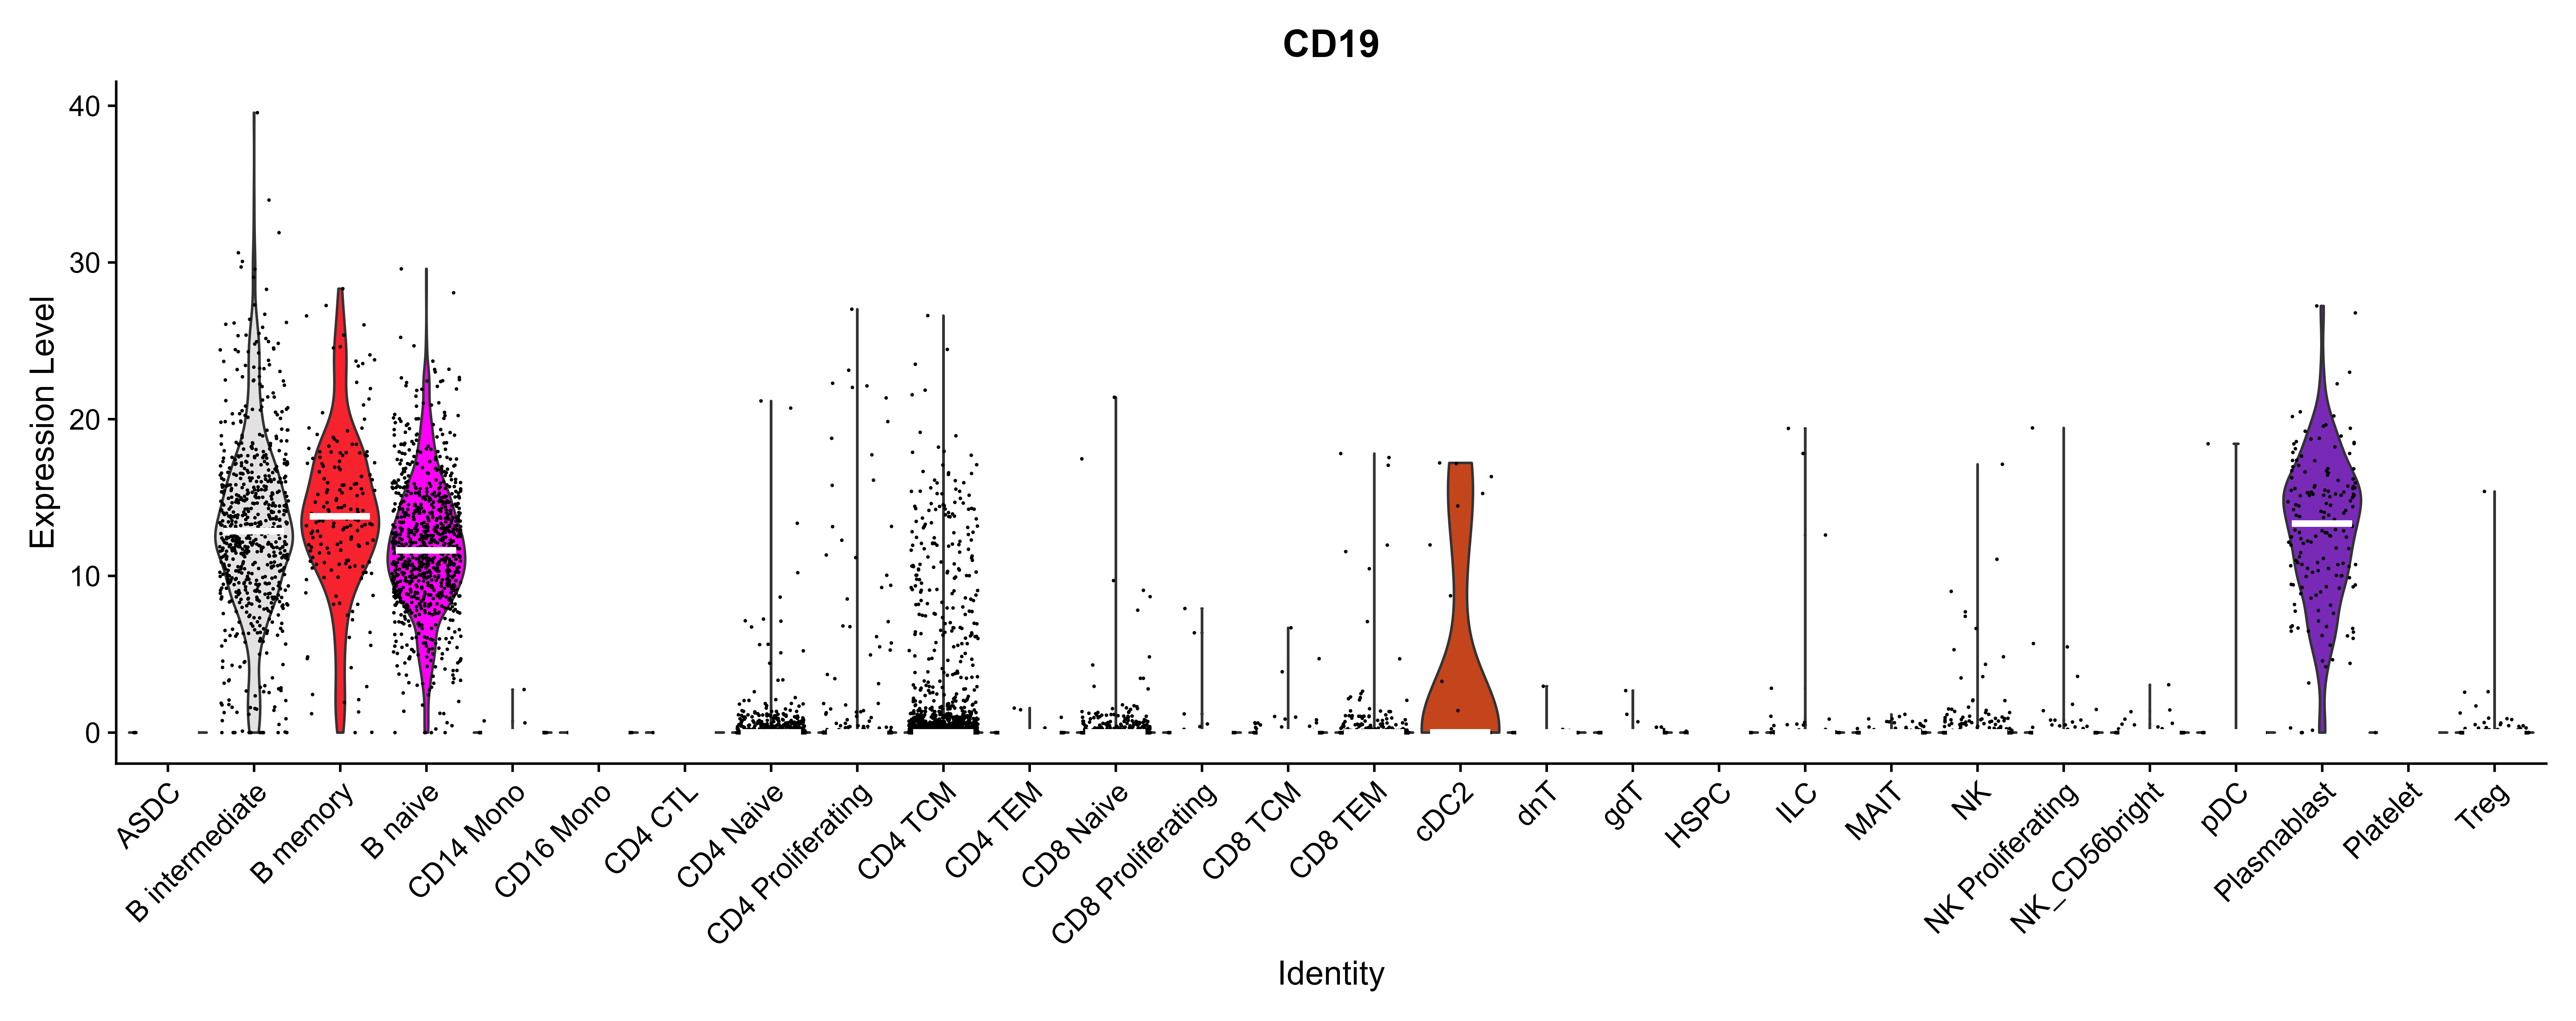 CD19
Expression Level
40
30
20
10
0
ASDC
B intermediate
B memory
B naive
CD14 Mono
CD16 Mono
CD4 CTL
CD4 Naive
CD4 Proliferating
CD4 TCM
CD4 TEM
CD8 Naive
CD8 Proliferating
CD8 TCM
CD8 TEM
cDC2
dnT
gdT
HSPC
ILC
MAIT
NK
NK Proliferating
NK_CD56bright
pDC
Plasmablast
Platelet
Treg
Identity